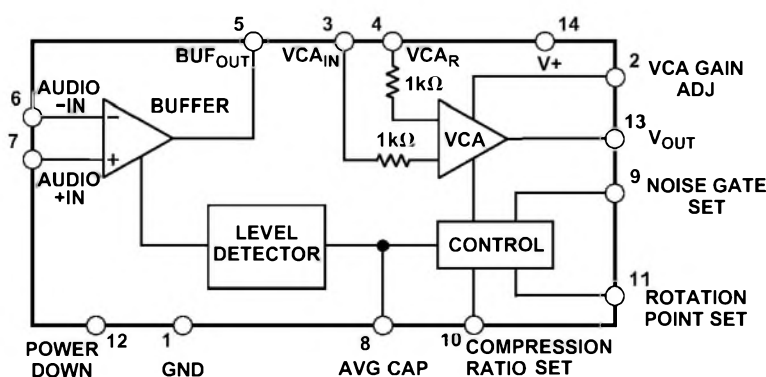 5
3
4
14
BUFOUT
VCAIN
VCAR
V+
2
VCA GAIN
ADJ
1kΩ
6
AUDIO
−IN
BUFFER
−
7
+
AUDIO
+IN
1kΩ
VCA
13
VOUT
9
NOISE GATE
SET
LEVEL
DETECTOR
CONTROL
11
ROTATION
POINT SET
POWER
DOWN
12
1
GND
8
AVG CAP
10
COMPRESSION
RATIO SET